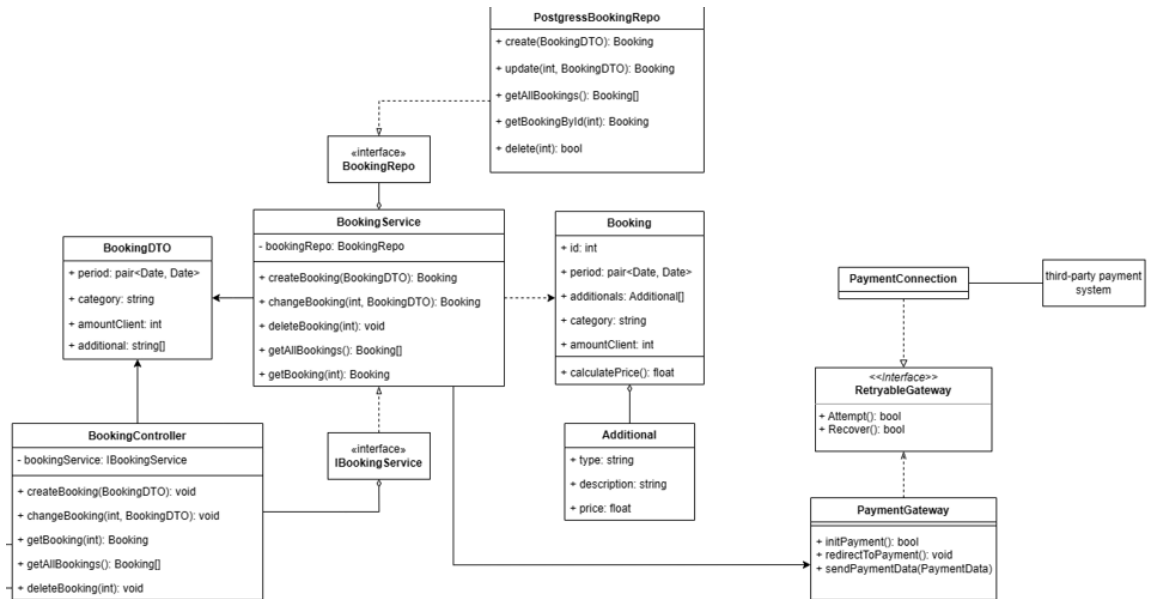 PostgressBookingRepo
+ create(BookingDTO): Booking
+ update(int, BookingDTO): Booking
+ getAllBookings(): Booking[]
+ getBookingById(int): Booking
+ delete(int): bool
«interface»
BookingRepo
BookingService
- bookingRepo: BookingRepo
+ createBooking(BookingDTO): Booking
+ changeBooking(int, BookingDTO): Booking
+ deleteBooking(int): void
+ getAllBookings(): Booking[]
+ getBooking(int): Booking
Booking
+ id: int
+ period: pair<Date, Date>
+ additionals: Additional[]
+ category: string
+ amountClient: int
+ calculatePrice(): float
BookingDTO
+ period: pair<Date, Date>
+ category: string
+ amountClient: int
+ additional: string[]
PaymentConnection
third-party payment
system
<<Interface>>
RetryableGateway
+ Attempt(): bool
+ Recover(): bool
BookingController
- bookingService: IBookingService
+ createBooking(BookingDTO): void
+ changeBooking(int, BookingDTO): void
+ getBooking(int): Booking
+ getAllBookings(): Booking[]
+ deleteBooking(int): void
«interface»
IBookingService
Additional
+ type: string
+ description: string
+ price: float
PaymentGateway
+ initPayment(): bool
+ redirectToPayment(): void
+ sendPaymentData(PaymentData)